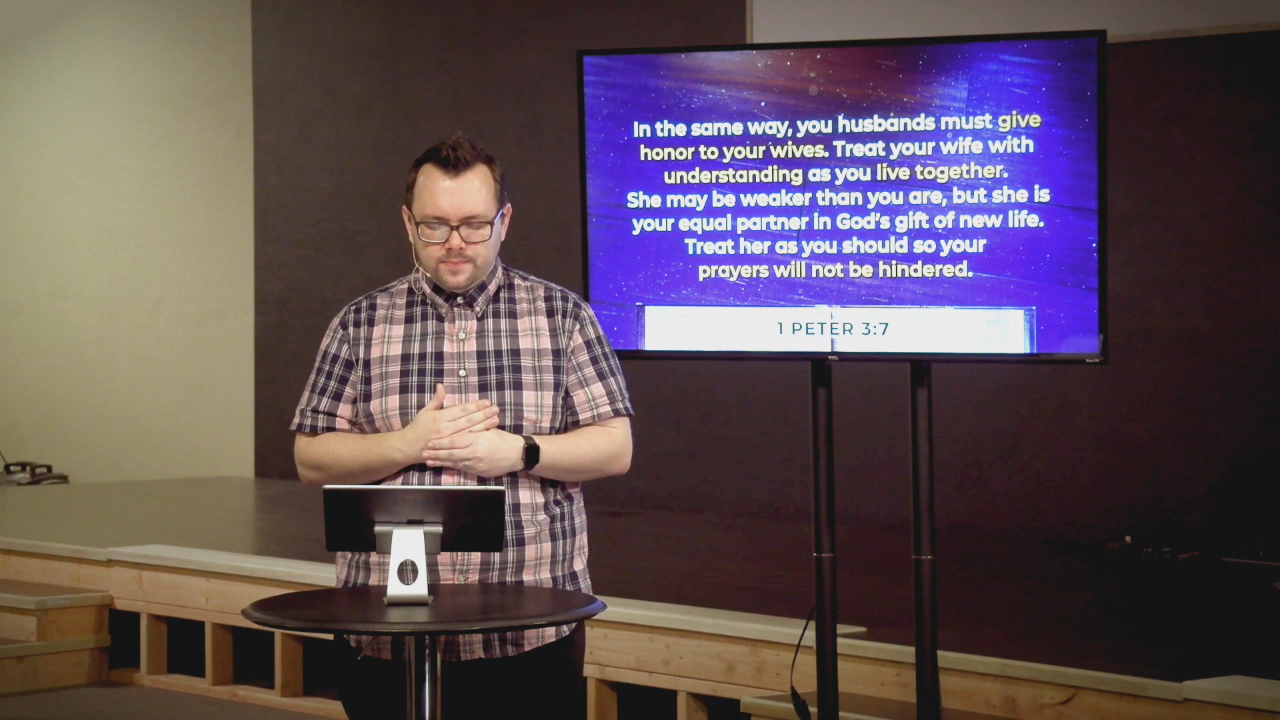 In the same way, you husbands must give
honor to your wives. Treat your wife with
understanding as you live together.
She may be weaker than you are, but she is
your equal partner in God's gift of new life.
Treat her as you should so your
prayers will not be hindered.
1 PETER 3:7
TCL